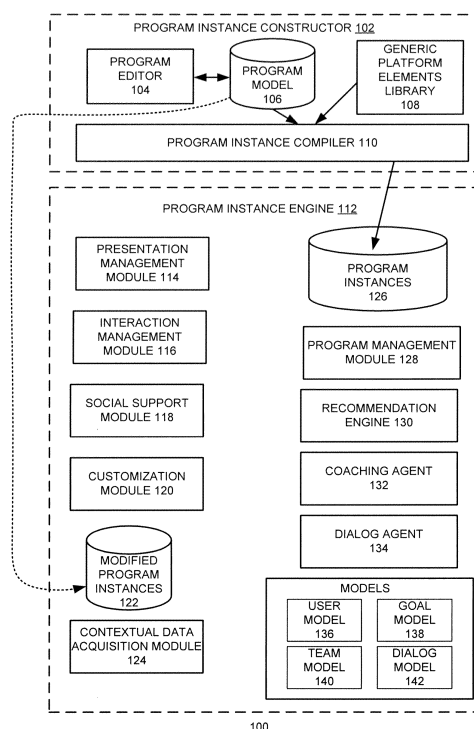 PROGRAM INSTANCE CONSTRUCTOR 102
PROGRAM
EDITOR
104
PROGRAM
MODEL
106
GENERIC
PLATFORM
ELEMENTS
LIBRARY
108
PROGRAM INSTANCE COMPILER 110
PROGRAM INSTANCE ENGINE 112
PRESENTATION
MANAGEMENT
MODULE 114
INTERACTION
MANAGEMENT
MODULE 116
SOCIAL SUPPORT
MODULE 118
CUSTOMIZATION
MODULE 120
MODIFIED
PROGRAM
INSTANCES
122
CONTEXTUAL DATA
ACQUISITION MODULE
124
PROGRAM
INSTANCES
126
PROGRAM MANAGEMENT
MODULE 128
RECOMMENDATION
ENGINE 130
COACHING AGENT
132
DIALOG AGENT
134
MODELS
USER
MODEL
136
GOAL
MODEL
138
TEAM
MODEL
140
DIALOG
MODEL
142
100